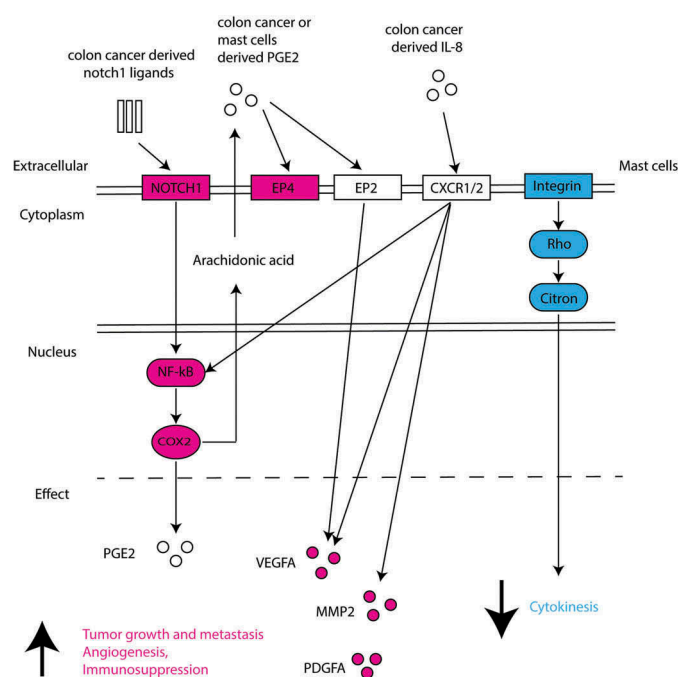 colon cancer or
mast cells
derived PGE2
colon cancer
derived IL-8
colon cancer derived
notch1 ligands
Extracellular
Mast cells
NOTCH1
EP4
EP2
CXCR1/2
Integrin
Cytoplasm
Rho
Arachidonic acid
Citron
Nucleus
NF-kB
COX2
Effect
PGE2
VEGFA
MMP2
Cytokinesis
Tumor growth and metastasis
Angiogenesis,
Immunosuppression
PDGFA